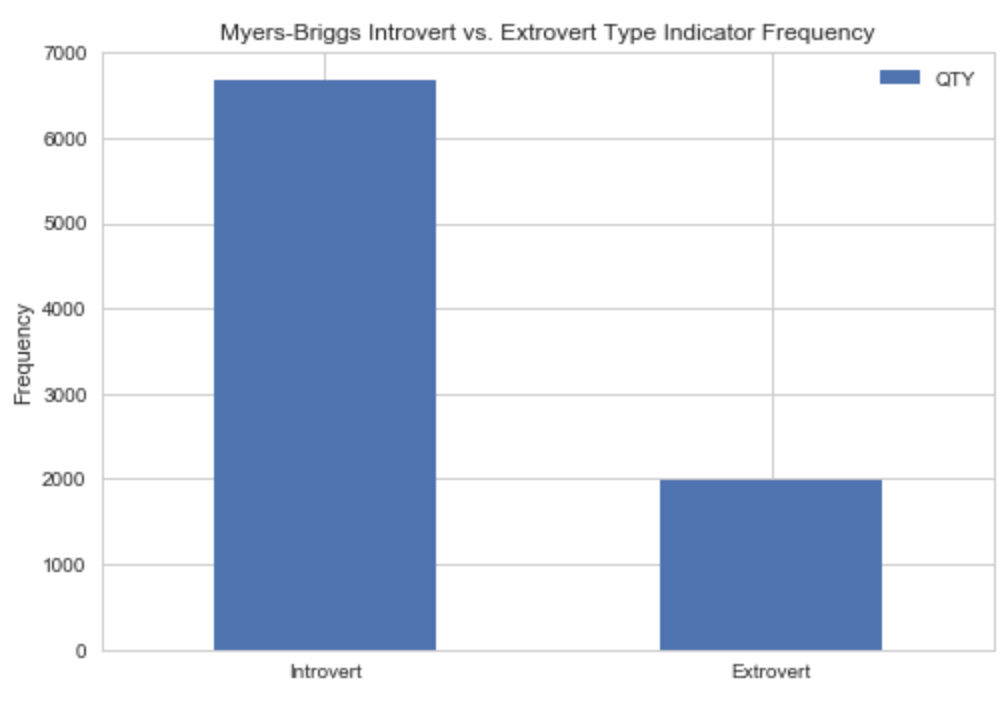 Myers-Briggs Introvert vs. Extrovert Type Indicator Frequency
QTY
Frequency
7000
6000
5000
4000
3000
2000
1000
0
Introvert
Extrovert